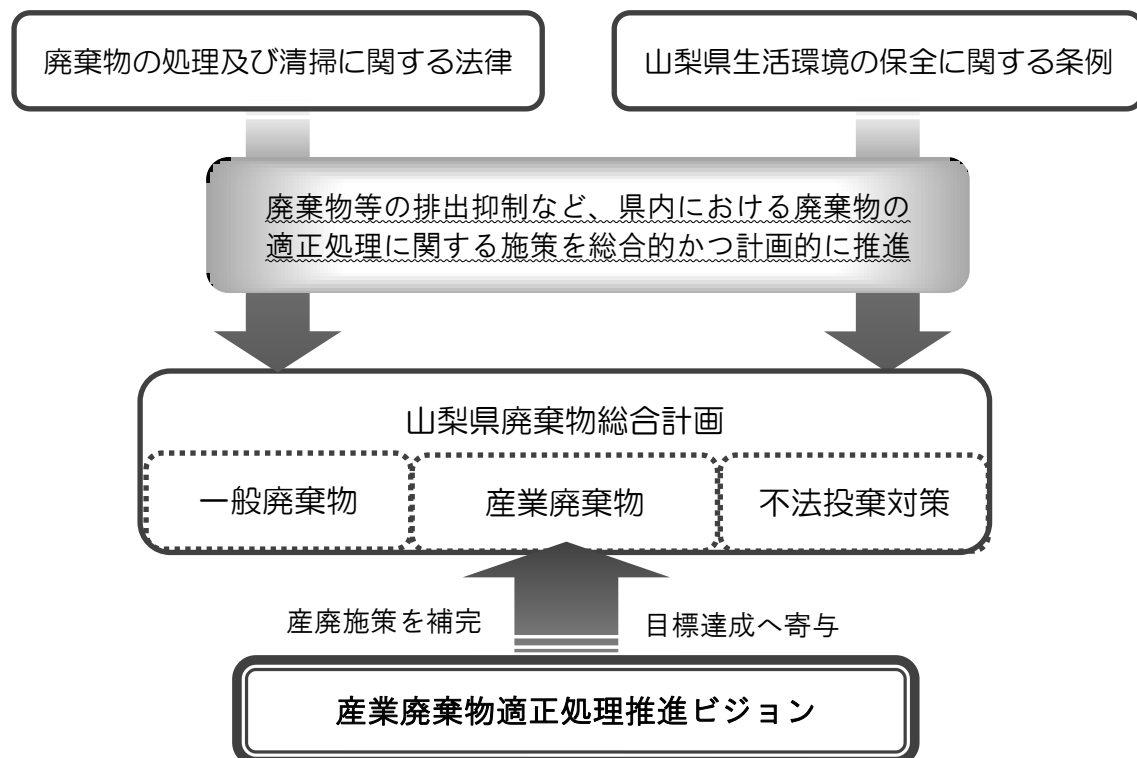 廃棄物の処理及び清掃に関する法律
山梨県生活環境の保全に関する条例
廃棄物等の排出抑制など、県内における廃棄物の
適正処理に関する施策を総合的かつ計画的に推進
山梨県廃棄物総合計画
一般廃棄物
産業廃棄物
不法投棄対策
産廃施策を補完
目標達成へ寄与
産業廃棄物適正処理推進ビジョン